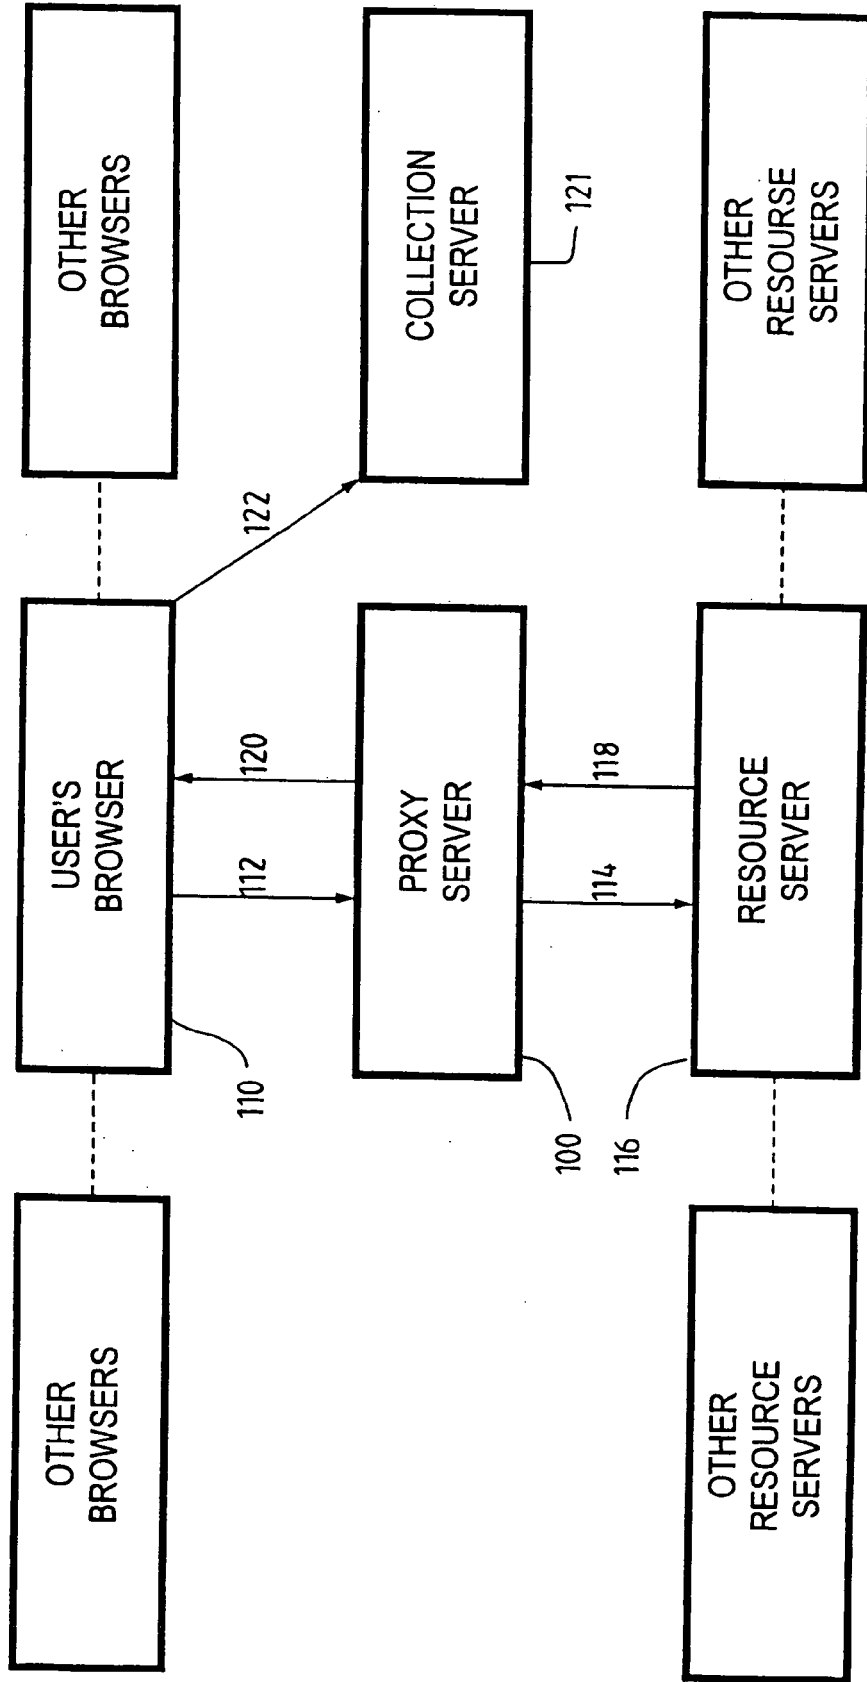 OTHER
BROWSERS
USER'S
BROWSER
OTHER
BROWSERS
110
112
120
122
PROXY
SERVER
COLLECTION
SERVER
100
121
114
118
116
OTHER
RESOURCE
SERVERS
RESOURCE
SERVER
OTHER
RESOURSE
SERVERS